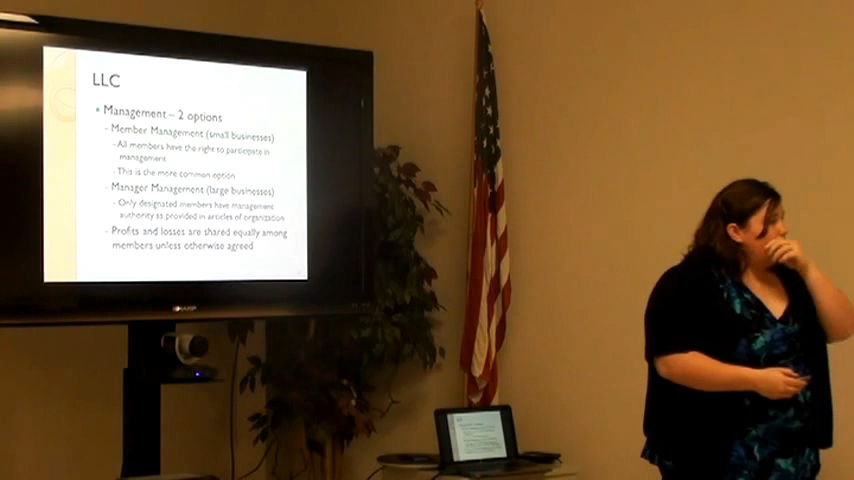 LLC
• Management – 2 options
- Member Management (small businesses)
- All members have the right to participate in
management
- This is the more common option
- Manager Management (large businesses)
- Only designated members have management
authority as provided in articles of organization
- Profits and losses are shared equally among
members unless otherwise agreed
SHARP